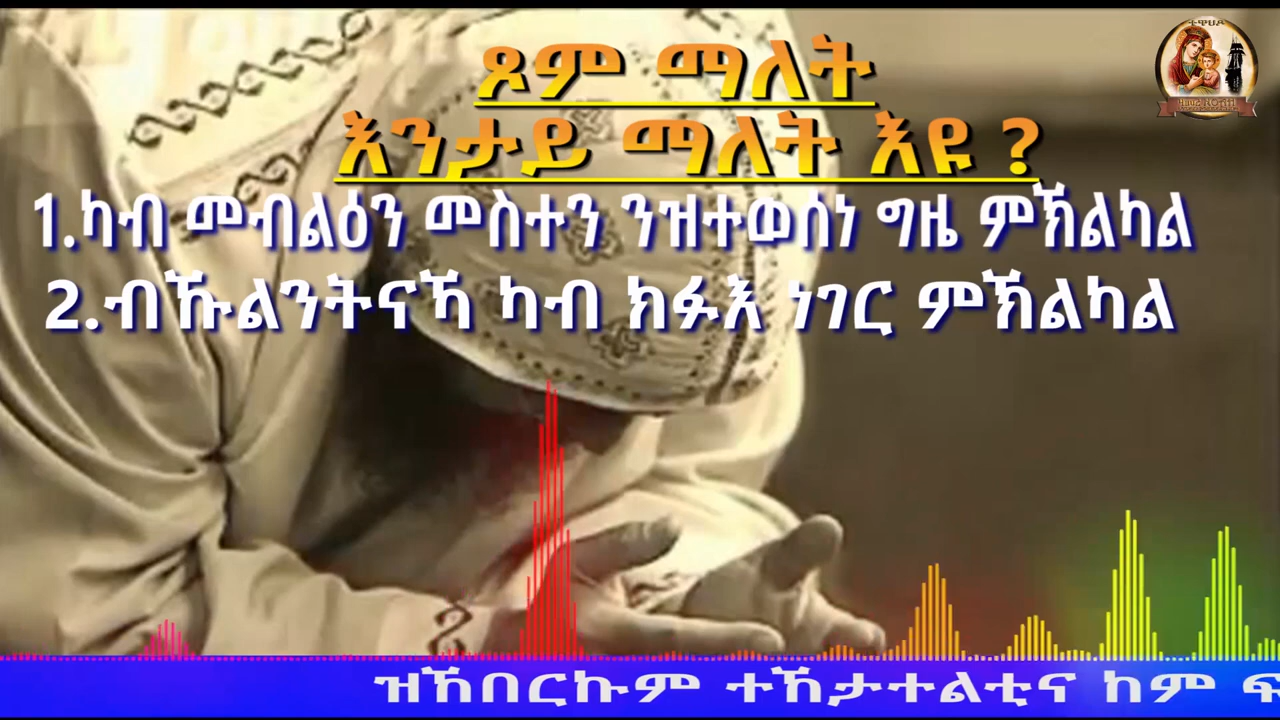 ጾም ማለት
እንታይ ማለት እዩ ?
1.ካብ መብልዕን መስተን ንዝተወሰነ ግዜ ምኽልካል
2.ብኹልንትናኻ ካብ ክፉእ ነገር ምኽልካል
ተዋህዶ
ዝኸበርኩም ተኸታተልቲና ከም ፍ